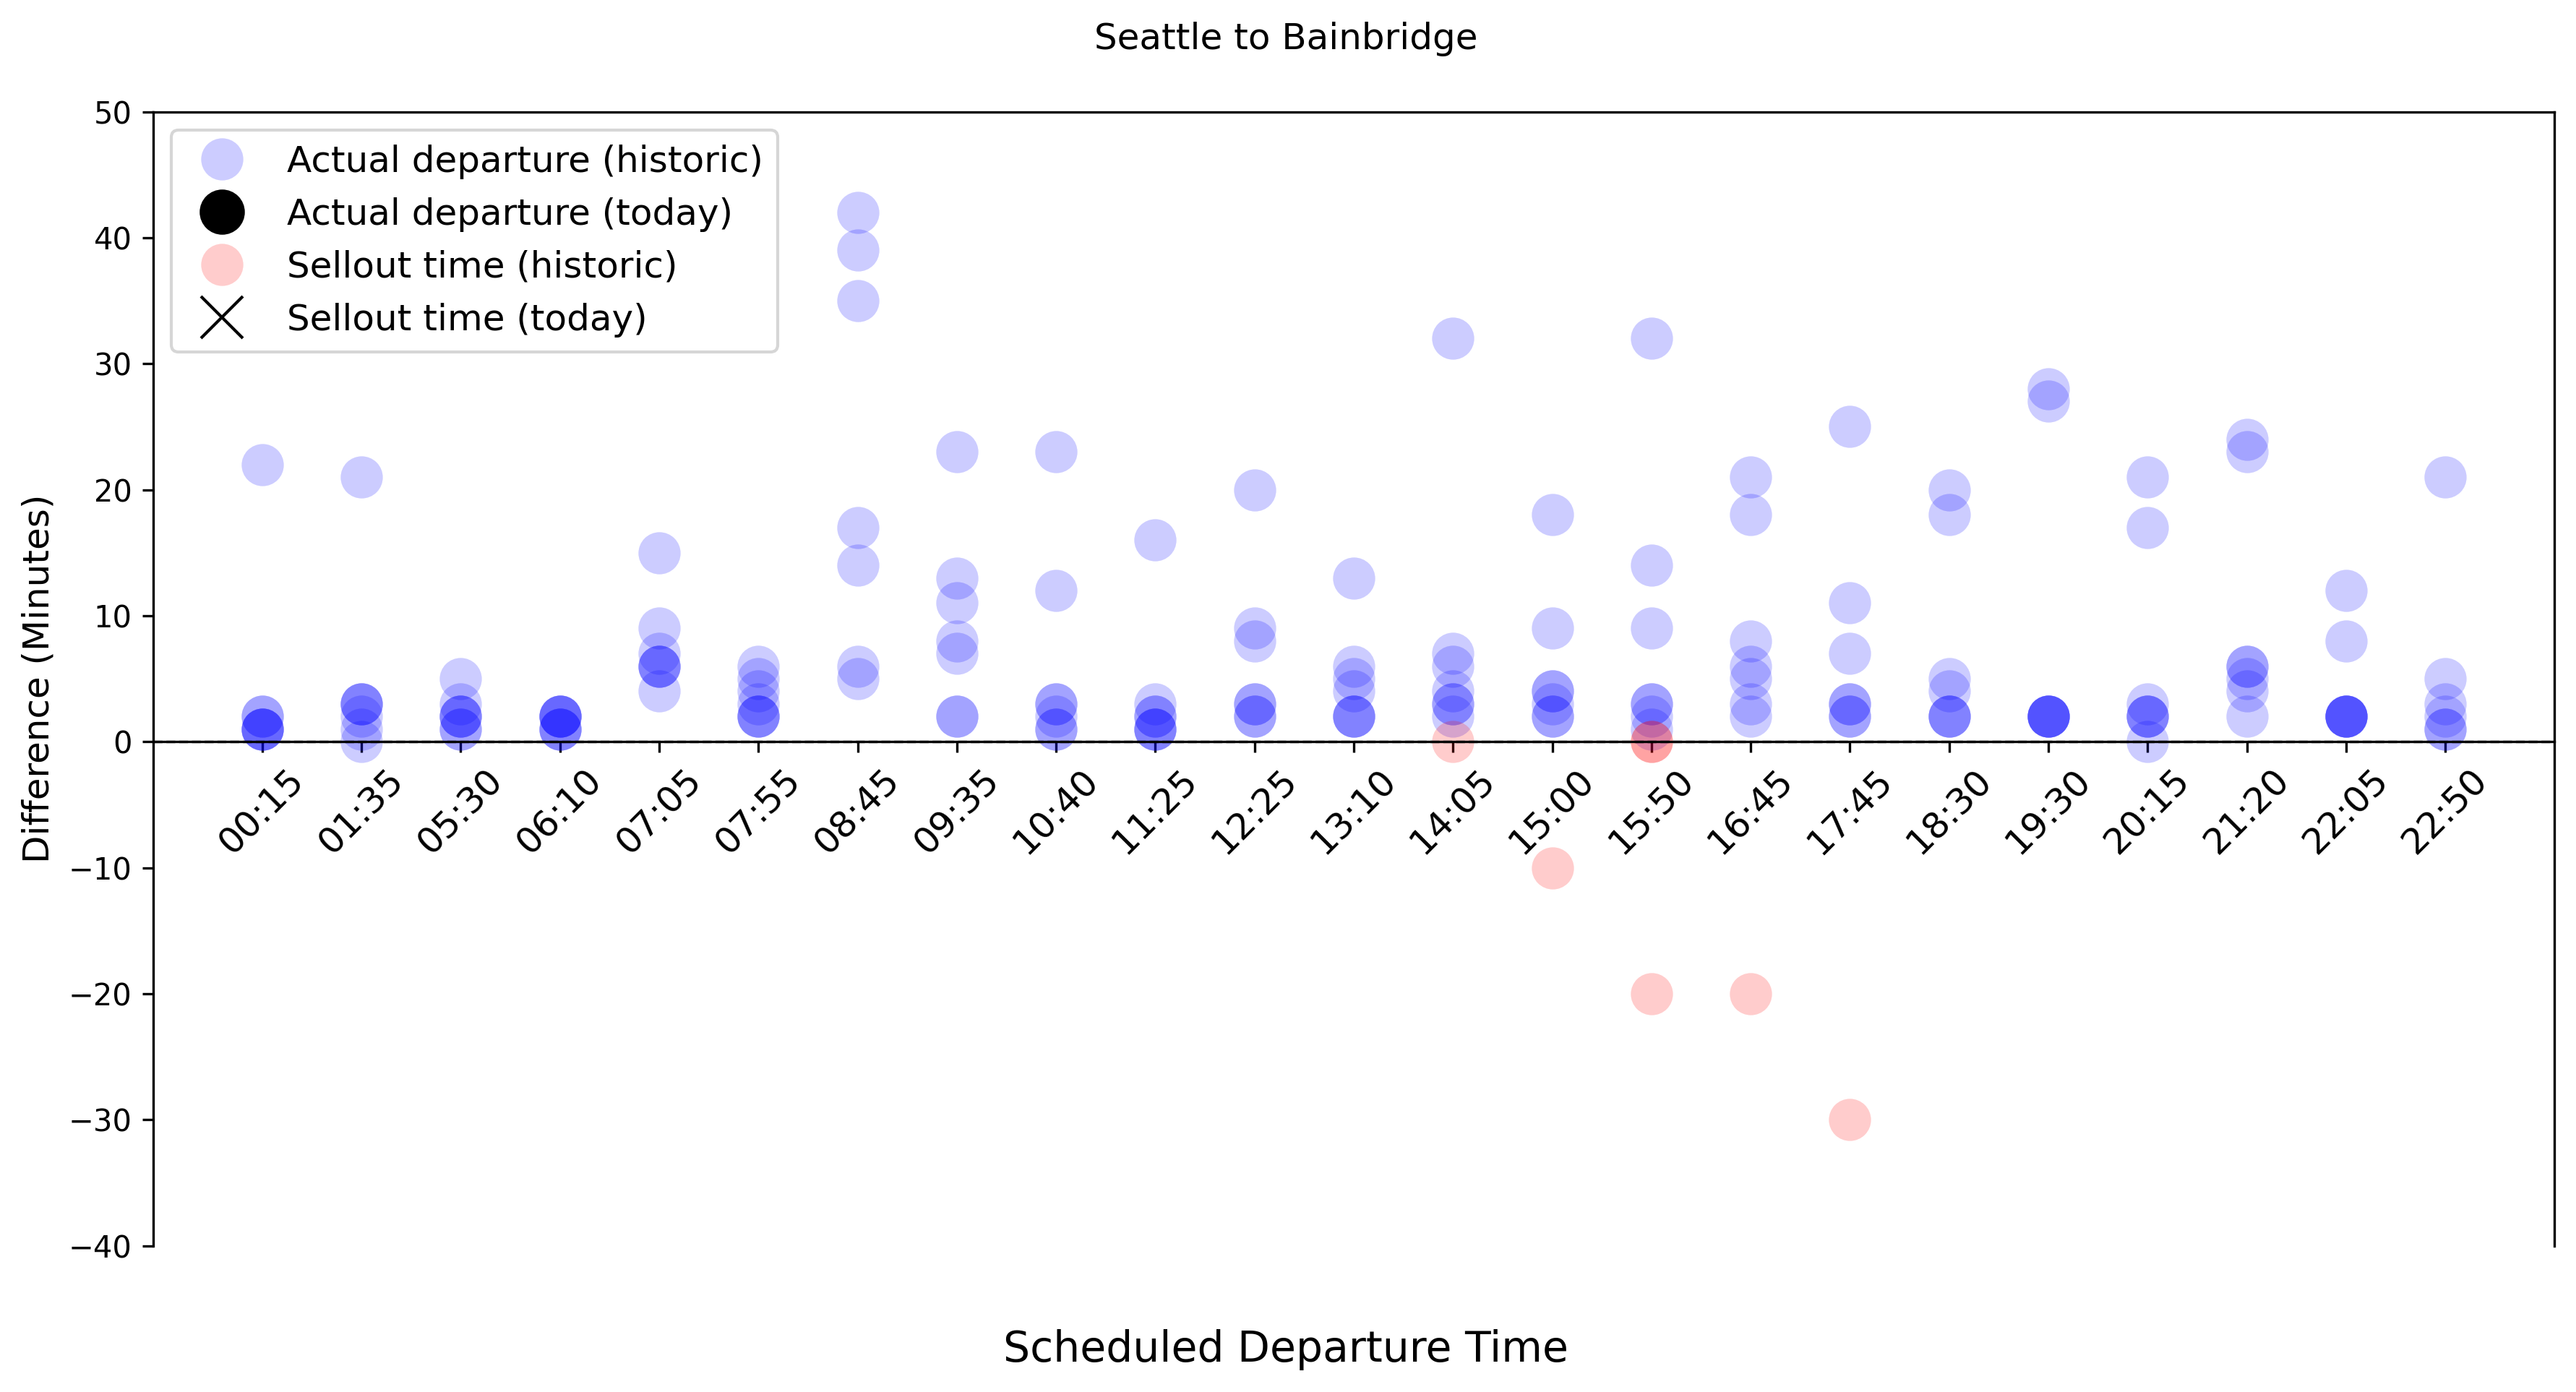 Seattle to Bainbridge
Actual departure (historic)
Actual departure (today)
Sellout time (historic)
Sellout time (today)
Difference (Minutes)
50
40
30
20
10
0
−10
−20
−30
−40
00:15 01:35 05:30 06:10 07:05 07:55 08:45 09:35 10:40 11:25 12:25 13:10 14:05 15:00 15:50 16:45 17:45 18:30 19:30 20:15 21:20 22:05 22:50
Scheduled Departure Time